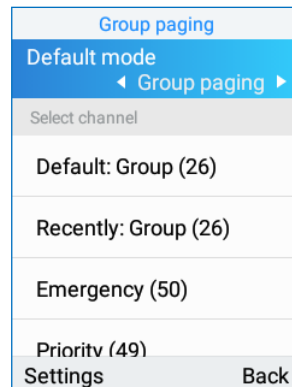 Group paging
Default mode
Group paging
Select channel
Default: Group (26)
Recently: Group (26)
Emergency (50)
Priority (49)
Settings Back